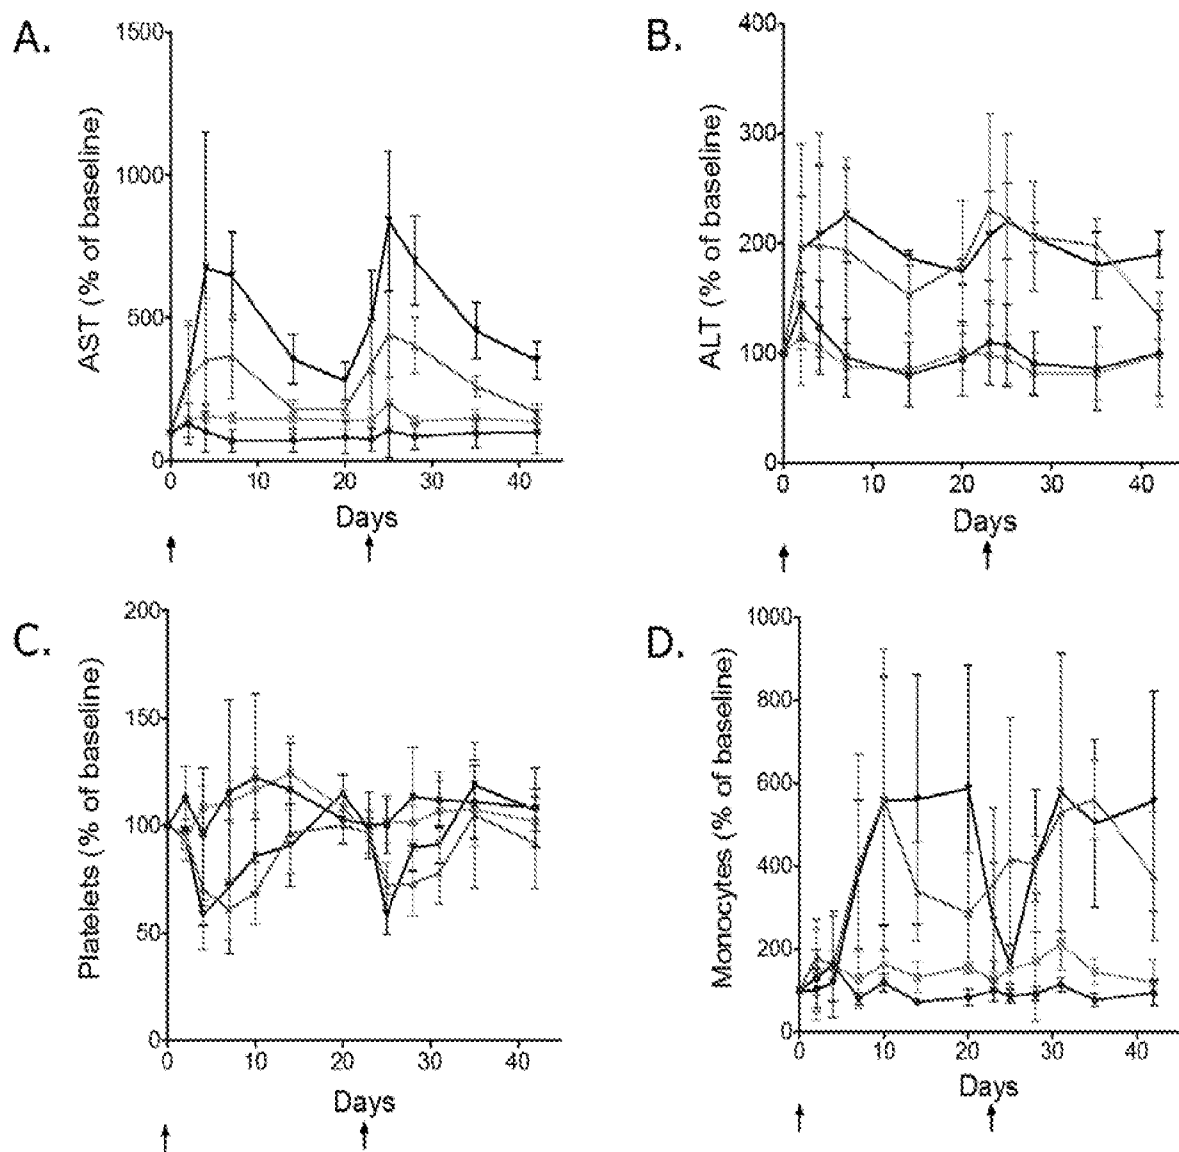 A.
AST (% of baseline)
1500
1000
500
0
0 10 20 30 40
Days
B.
ALT (% of baseline)
400
300
200
100
0
0 10 20 30 40
Days
C.
Platelets (% of baseline)
200
150
100
50
0
0 10 20 30 40
Days
D.
Monocytes (% of baseline)
1000
800
600
400
200
0
0 10 20 30 40
Days